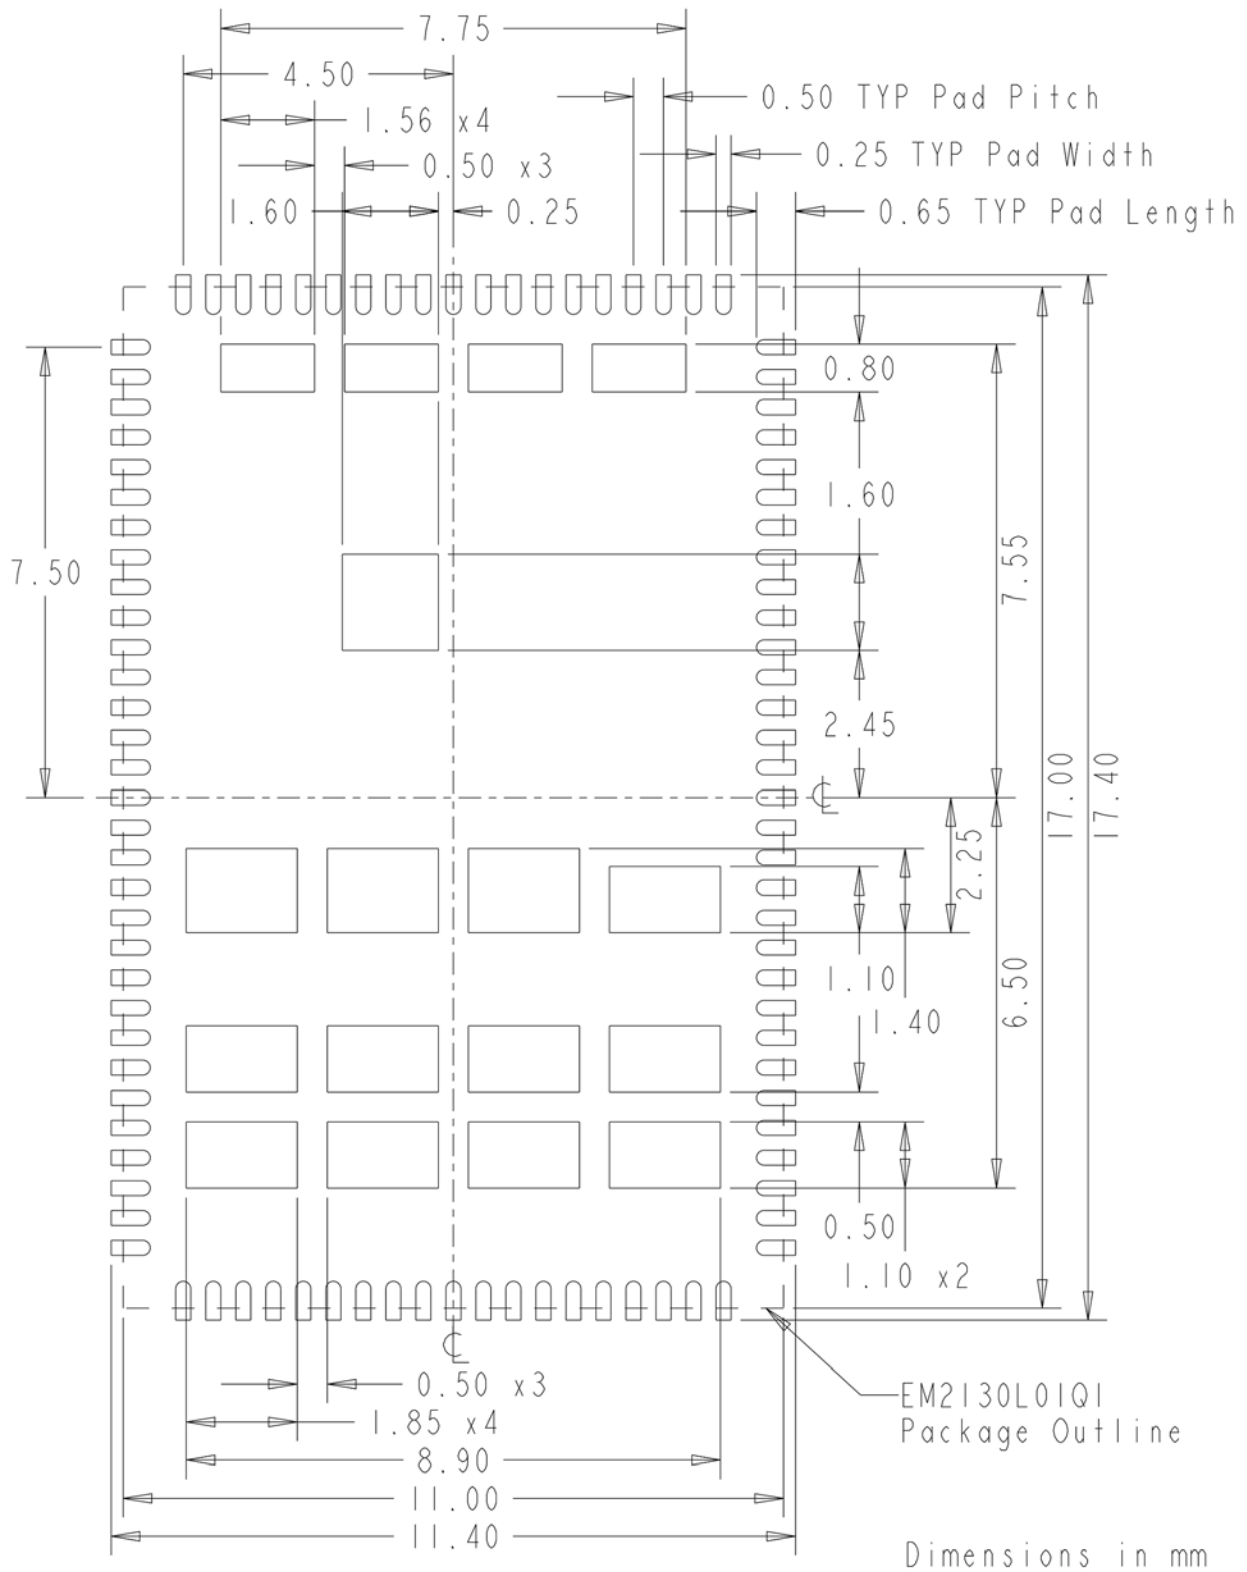 7.75
4.50
0.50 TYP Pad Pitch
1.56 x4
0.25 TYP Pad Width
0.50 x3
1.60
0.25
0.65 TYP Pad Length
0.80
1.60
7.55
7.50
2.45
17.00
17.40
2.25
1.10
1.40
6.50
0.50
1.10 x2
0.50 x3
EM2130L01QI
1.85 x4
Package Outline
8.90
11.00
11.40
Dimensions in mm